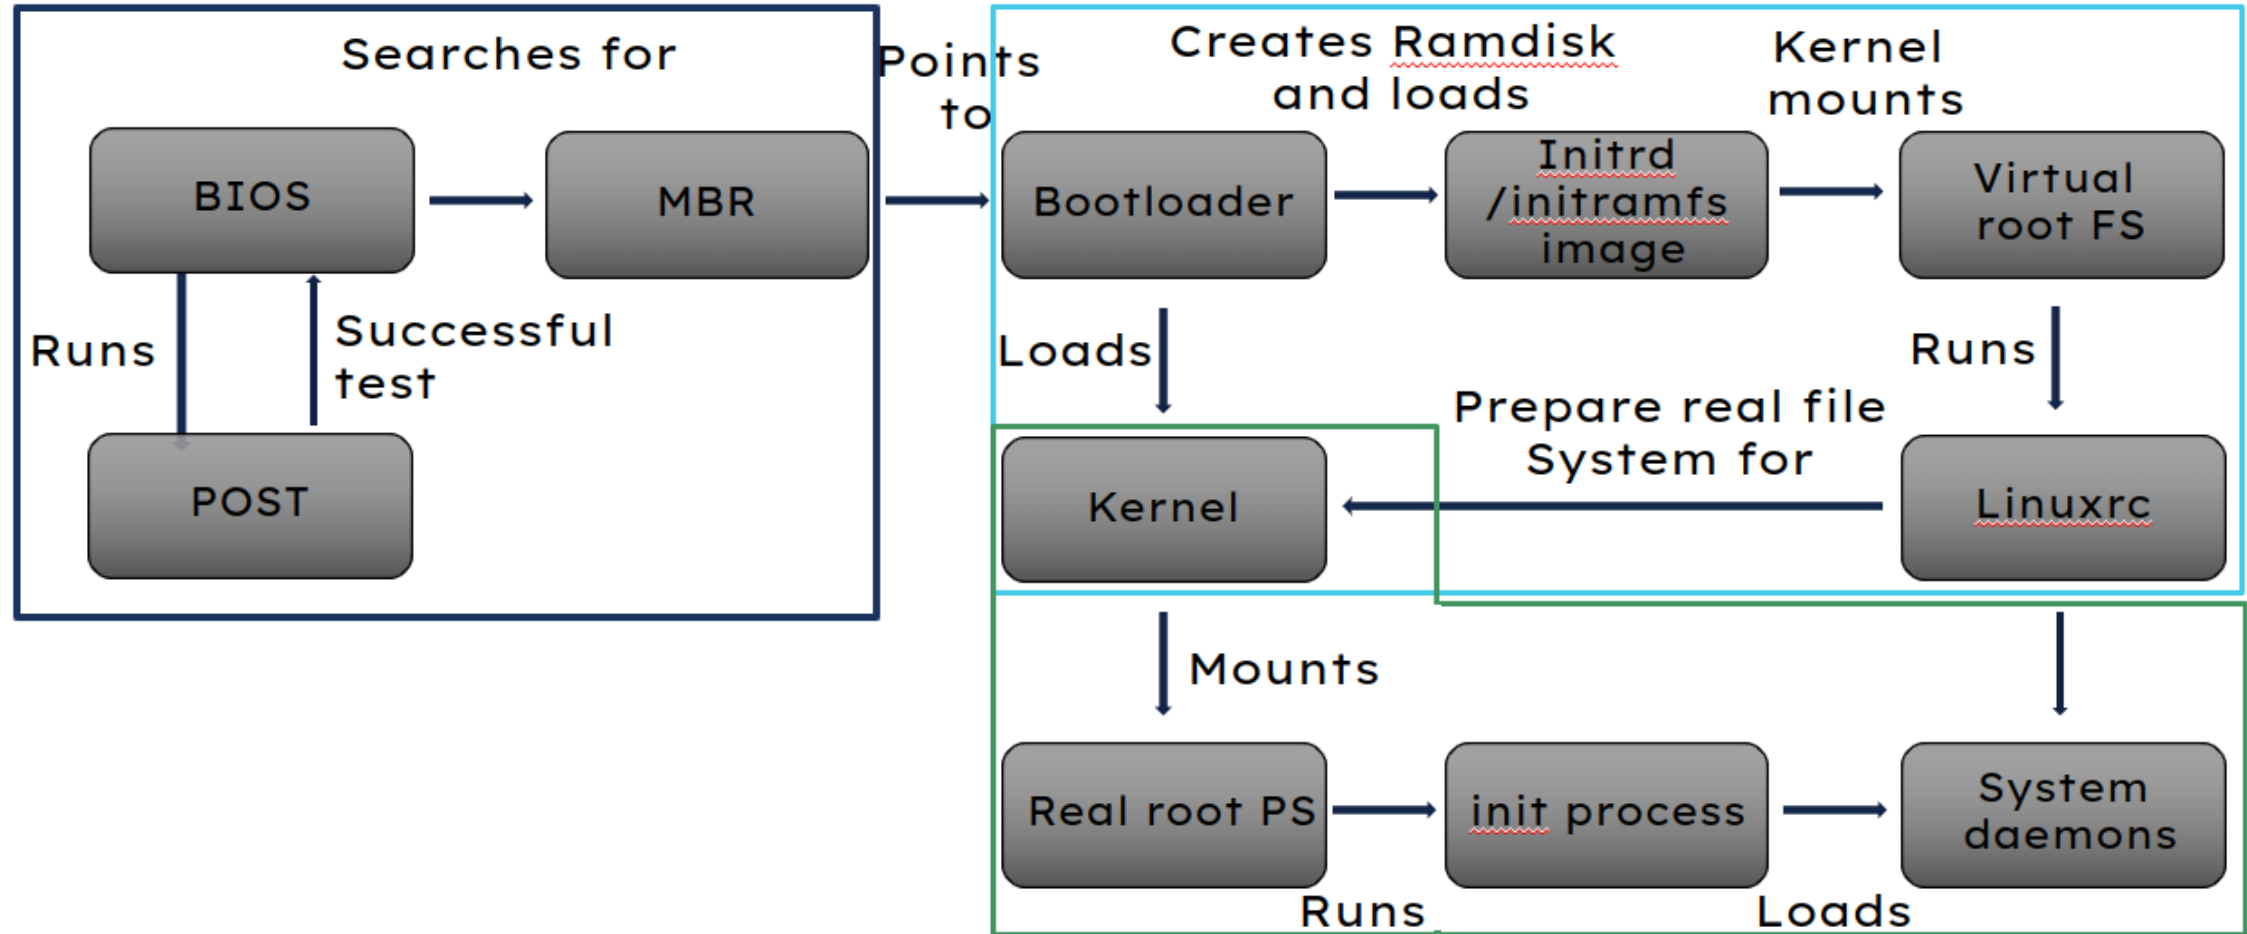 Searches for
Points
to
Creates Ramdisk
and loads
Kernel
mounts
BIOS
MBR
Bootloader
Initrd
/initramfs
image
Virtual
root FS
Runs
Successful
test
Loads
Runs
Prepare real file
System for
POST
Kernel
Linuxrc
Mounts
Real root PS
init process
System
daemons
Runs
Loads